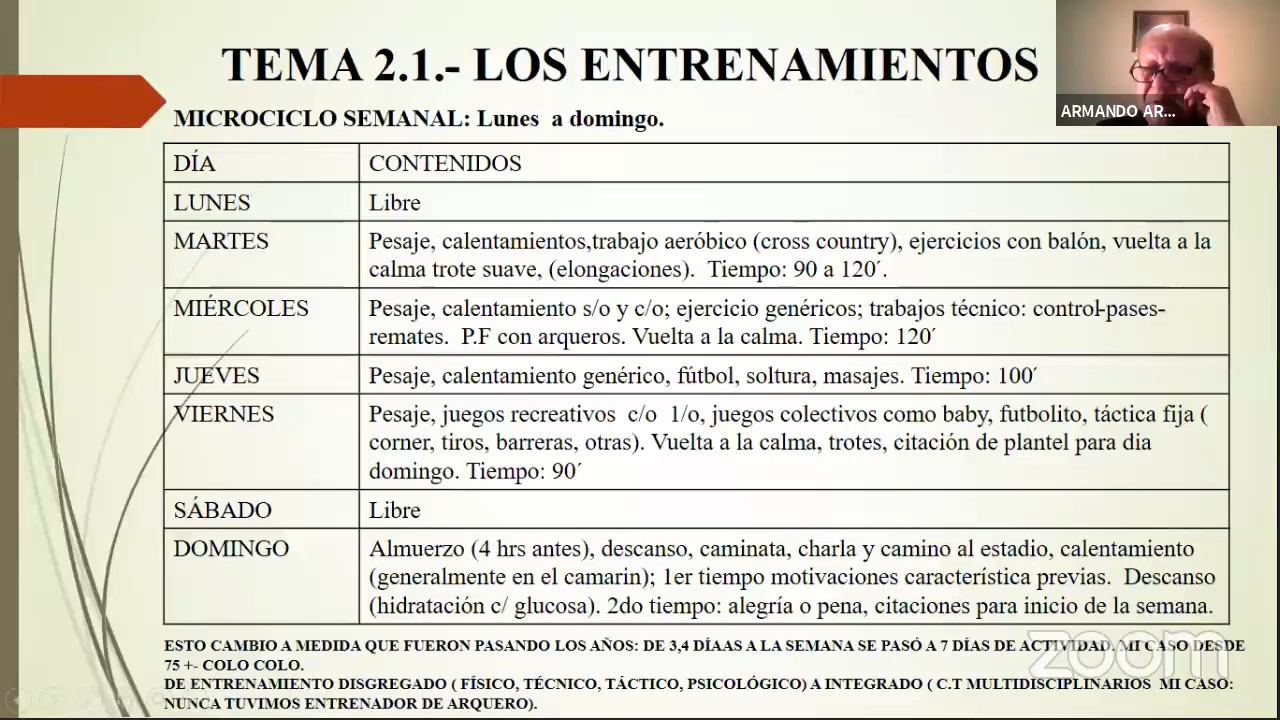 TEMA 2.1.- LOS ENTRENAMIENTOS
ARMANDO AR...
MICROCICLO SEMANAL: Lunes a domingo.
DÍA CONTENIDOS
LUNES Libre
MARTES Pesaje, calentamientos,trabajo aeróbico (cross country), ejercicios con balón, vuelta a la
calma trote suave, (elongaciones). Tiempo: 90 a 120´.
MIÉRCOLES Pesaje, calentamiento s/o y c/o; ejercicio genéricos; trabajos técnico: control-pases-
remates. P.F con arqueros. Vuelta a la calma. Tiempo: 120´
JUEVES Pesaje, calentamiento genérico, fútbol, soltura, masajes. Tiempo: 100´
VIERNES Pesaje, juegos recreativos c/o 1/o, juegos colectivos como baby, futbolito, táctica fija (
corner, tiros, barreras, otras). Vuelta a la calma, trotes, citación de plantel para dia
domingo. Tiempo: 90´
SÁBADO Libre
DOMINGO Almuerzo (4 hrs antes), descanso, caminata, charla y camino al estadio, calentamiento
(generalmente en el camarin); 1er tiempo motivaciones característica previas. Descanso
(hidratación c/ glucosa). 2do tiempo: alegría o pena, citaciones para inicio de la semana.
ESTO CAMBIO A MEDIDA QUE FUERON PASANDO LOS AÑOS: DE 3,4 DÍAAS A LA SEMANA SE PASÓ A 7 DÍAS DE ACTIVIDAD. MI CASO DESDE
75 +- COLO COLO.
DE ENTRENAMIENTO DISGREGADO ( FÍSICO, TÉCNICO, TÁCTICO, PSICOLÓGICO) A INTEGRADO ( C.T MULTIDISCIPLINARIOS MI CASO:
NUNCA TUVIMOS ENTRENADOR DE ARQUERO).
zoom